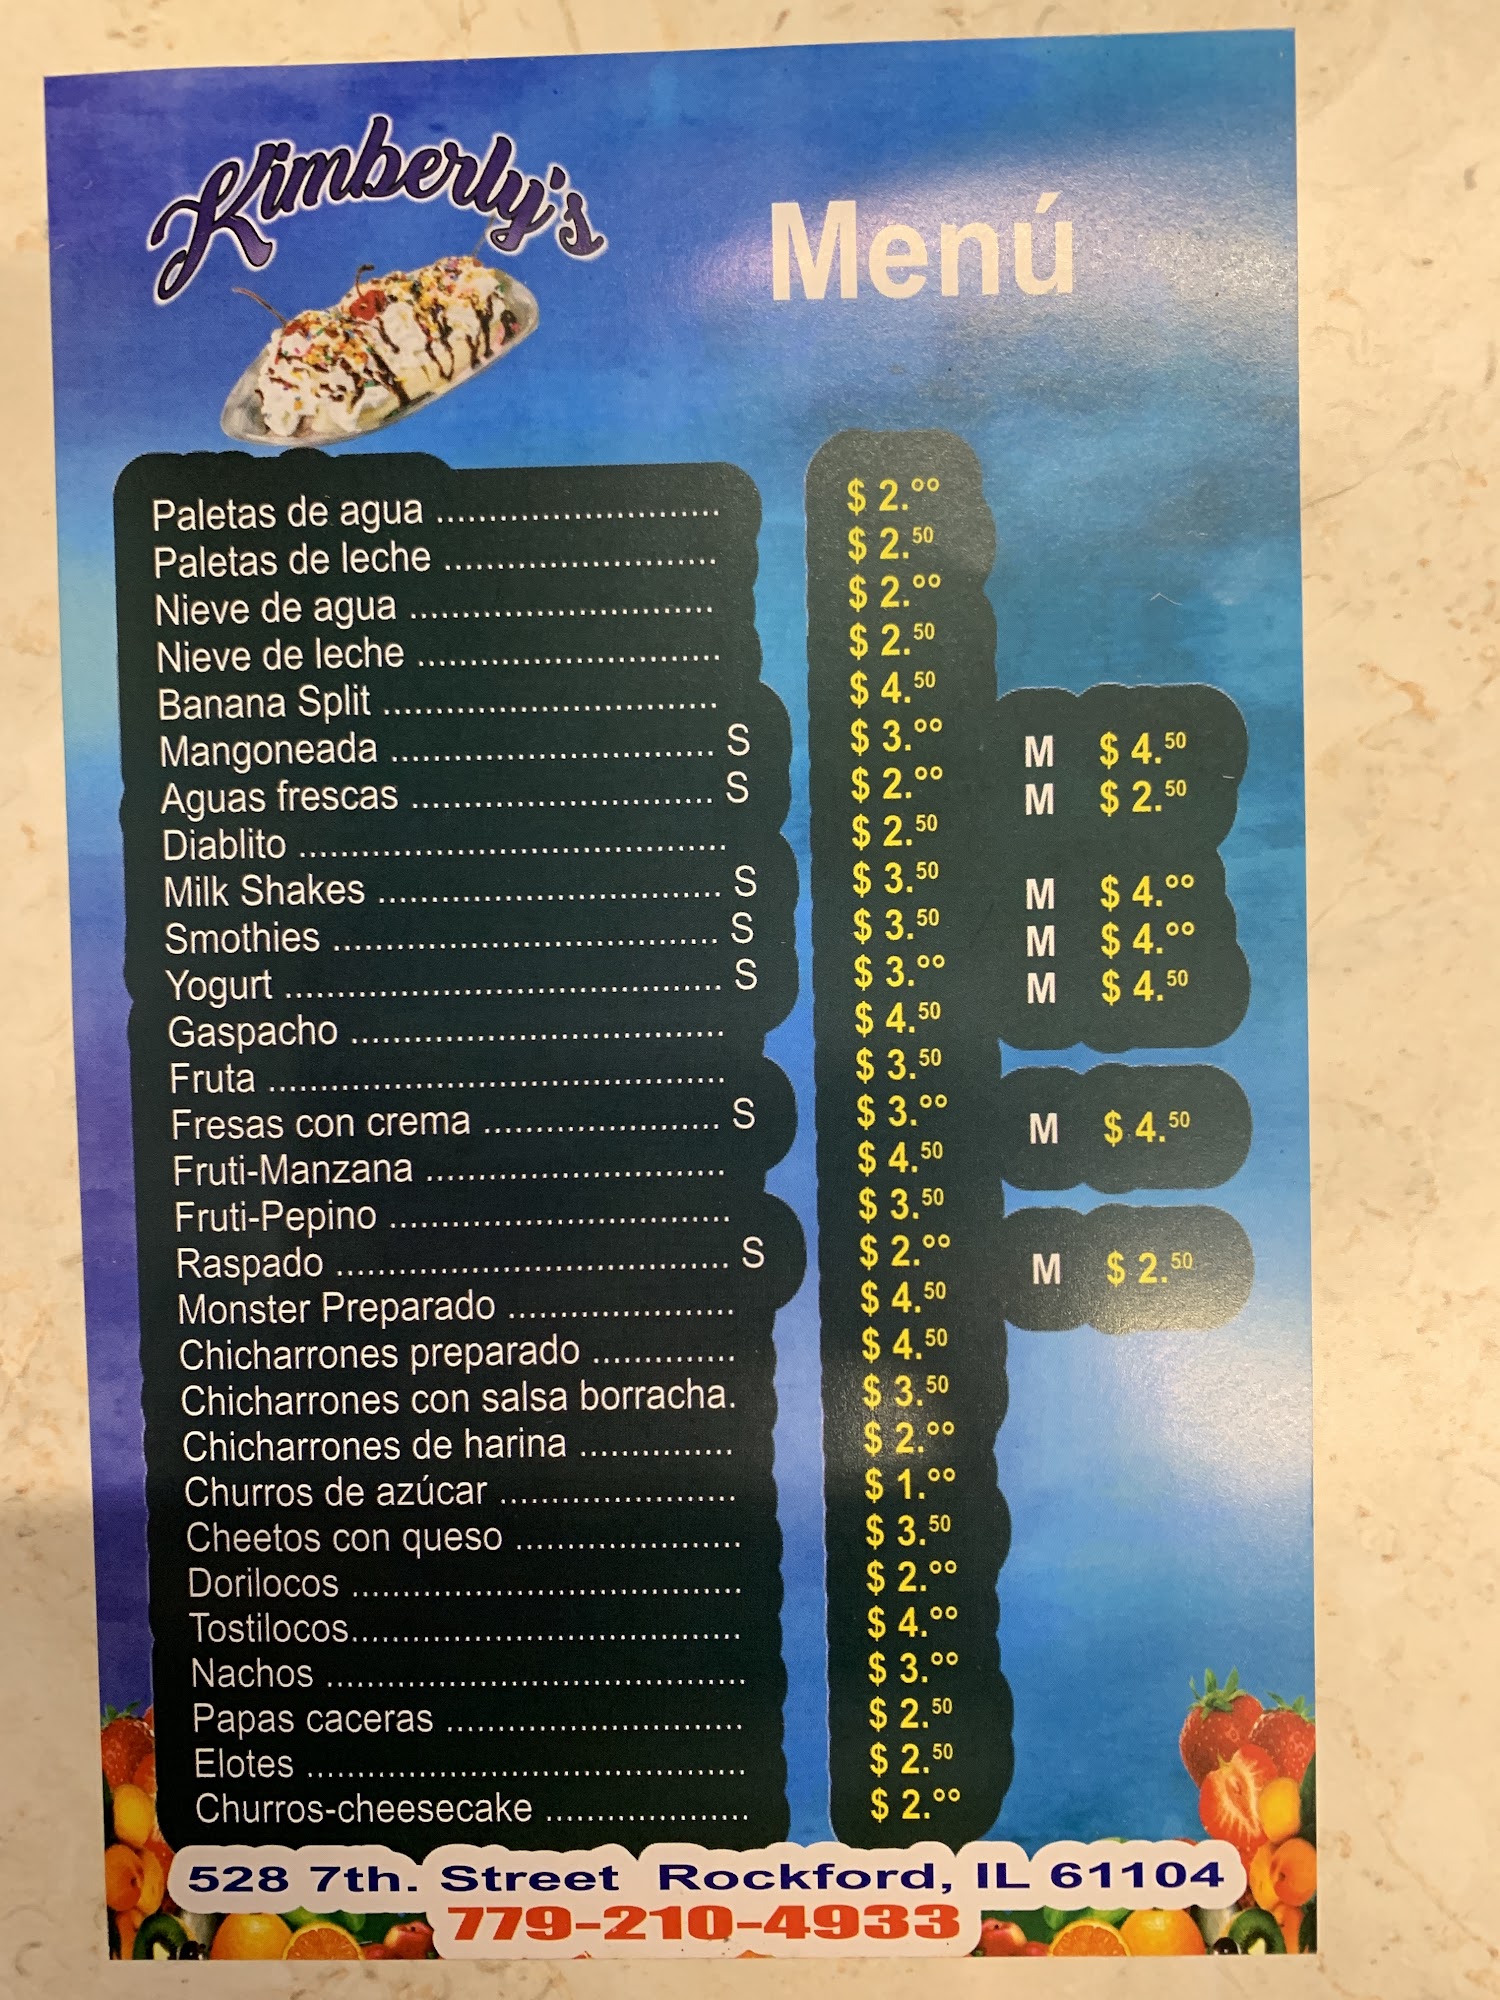 Kimberly's
Menú
Paletas de agua ........................... $ 2.00
Paletas de leche .......................... $ 2.50
Nieve de agua ............................. $ 2.00
Nieve de leche ............................. $ 2.50
Banana Split ................................ $ 4.50
Mangoneada ............................... S $ 3.00 M $ 4.50
Aguas frescas ............................. S $ 2.00 M $ 2.50
Diablito ......................................... $ 2.50
Milk Shakes ................................. S $ 3.50 M $ 4.00
Smothies ..................................... S $ 3.50 M $ 4.00
Yogurt .......................................... S $ 3.00 M $ 4.50
Gaspacho .................................... $ 4.50
Fruta ............................................ $ 3.50
Fresas con crema ....................... S $ 3.00 M $ 4.50
Fruti-Manzana ............................. $ 4.50
Fruti-Pepino ................................. $ 3.50
Raspado ...................................... S $ 2.00 M $ 2.50
Monster Preparado ...................... $ 4.50
Chicharrones preparado .............. $ 4.50
Chicharrones con salsa borracha. $ 3.50
Chicharrones de harina ............... $ 2.00
Churros de azúcar ....................... $ 1.00
Cheetos con queso ...................... $ 3.50
Dorilocos ...................................... $ 2.00
Tostilocos...................................... $ 4.00
Nachos ......................................... $ 3.00
Papas caceras ............................. $ 2.50
Elotes ........................................... $ 2.50
Churros-cheesecake .................... $ 2.00
528 7th. Street Rockford, IL 61104
779-210-4933